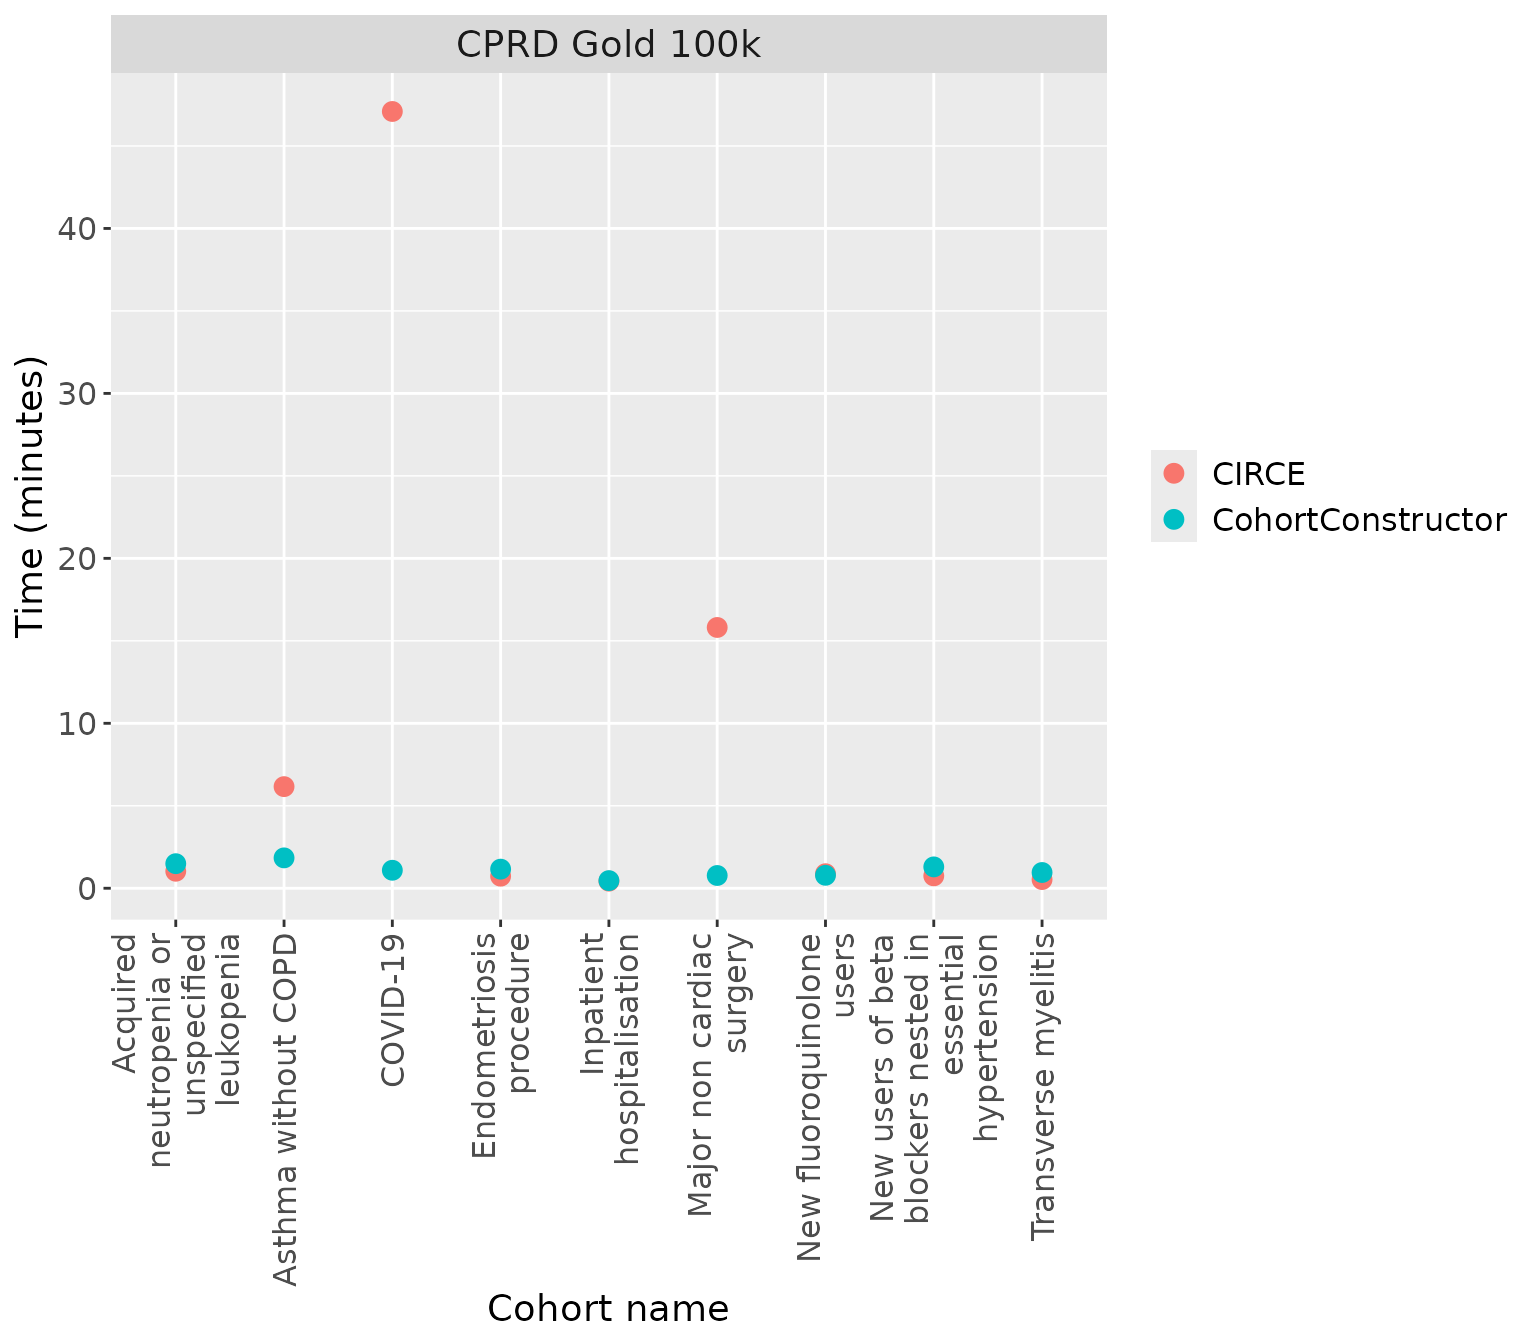 CPRD Gold 100k
Time (minutes)
40
30
20
10
0
CIRCE
CohortConstructor
Acquired
neutropenia or
unspecified
leukopenia
Asthma without COPD
COVID-19
Endometriosis
procedure
Inpatient
hospitalisation
Major non cardiac
surgery
New fluoroquinolone
users
New users of beta
blockers nested in
essential
hypertension
Transverse myelitis
Cohort name